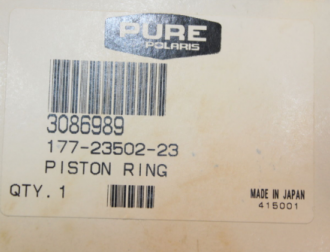 PURE
POLARIS
3086989
177-23502-23
PISTON RING
QTY. 1
MADE IN JAPAN
415001